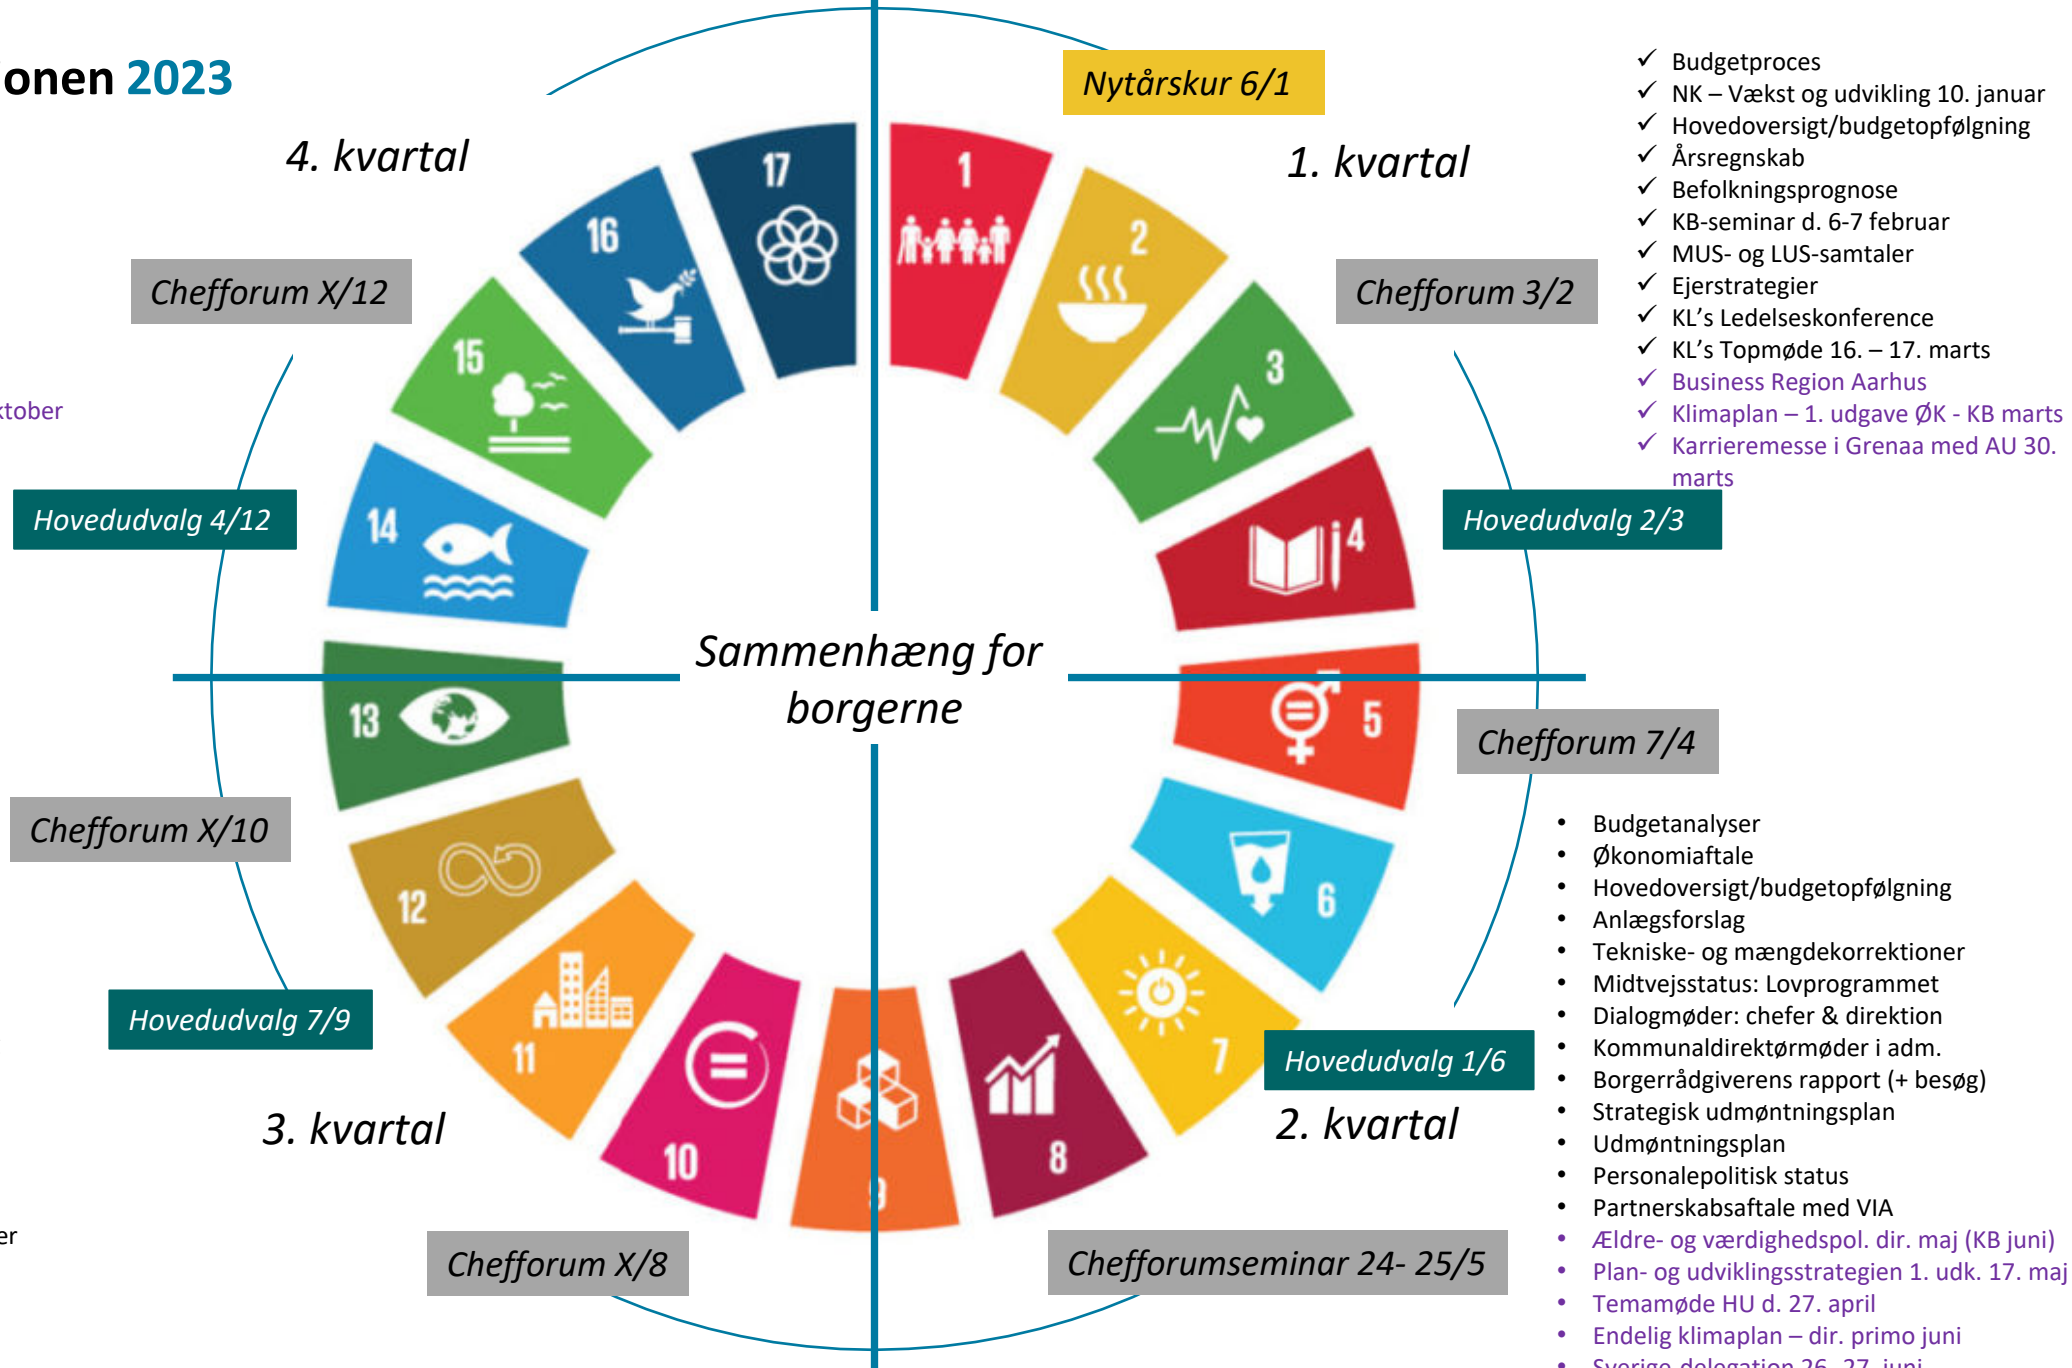 onen 2023
Nytårskur 6/1
4. kvartal
1. kvartal
✓ Budgetproces
✓ NK – Vækst og udvikling 10. januar
✓ Hovedoversigt/budgetopfølgning
✓ Årsregnskab
✓ Befolkningsprognose
✓ KB-seminar d. 6-7 februar
✓ MUS- og LUS-samtaler
✓ Ejerstrategier
✓ KL's Ledelseskonference
✓ KL's Topmøde 16. – 17. marts
✓ Business Region Aarhus
✓ Klimaplan – 1. udgave ØK - KB marts
✓ Karrieremesse i Grenaa med AU 30.
marts
17
1
16
2
Chefforum X/12
Chefforum 3/2
15
3
ktober
Hovedudvalg 4/12
14
4
Hovedudvalg 2/3
Sammenhæng for
borgerne
13
5
Chefforum 7/4
Chefforum X/10
12
6
Hovedudvalg 7/9
11
7
Hovedudvalg 1/6
3. kvartal
2. kvartal
10
9
8
er
Chefforum X/8
Chefforumseminar 24- 25/5
• Budgetanalyser
• Økonomiaftale
• Hovedoversigt/budgetopfølgning
• Anlægsforslag
• Tekniske- og mængdekorrektioner
• Midtvejsstatus: Lovprogrammet
• Dialogmøder: chefer & direktion
• Kommunaldirektørmøder i adm.
• Borgerrådgiverens rapport (+ besøg)
• Strategisk udmøntningsplan
• Udmøntningsplan
• Personalepolitisk status
• Partnerskabsaftale med VIA
• Ældre- og værdighedspol. dir. maj (KB juni)
• Plan- og udviklingsstrategien 1. udk. 17. maj
• Temamøde HU d. 27. april
• Endelig klimaplan – dir. primo juni
• Sverige-delegation 26.-27. juni